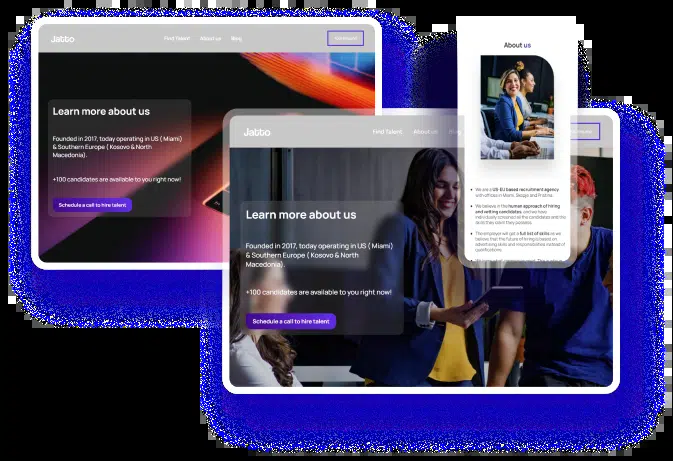 Jatto
Find Talent
About us
Blog
Learn more about us
Founded in 2017, today operating in US ( Miami)
& Southern Europe ( Kosovo & North
Macedonia).
+100 candidates are available to you right now!
Schedule a call to hire talent
Jatto
Find Talent
About us
Blog
Learn more about us
Founded in 2017, today operating in US ( Miami)
& Southern Europe ( Kosovo & North
Macedonia).
+100 candidates are available to you right now!
Schedule a call to hire talent
About us
We are a US-DJ based recruitment agency
with offices in Miami, Skopje and Pristina.
We believe in the human approach of hiring
and vetting candidates, and we have
individually screened all the candidates and the
skills they claim they possess.
The employer will get a full list of skills as we
believe that the future of hiring is based on
advertising skills and responsibilities instead of
qualifications.